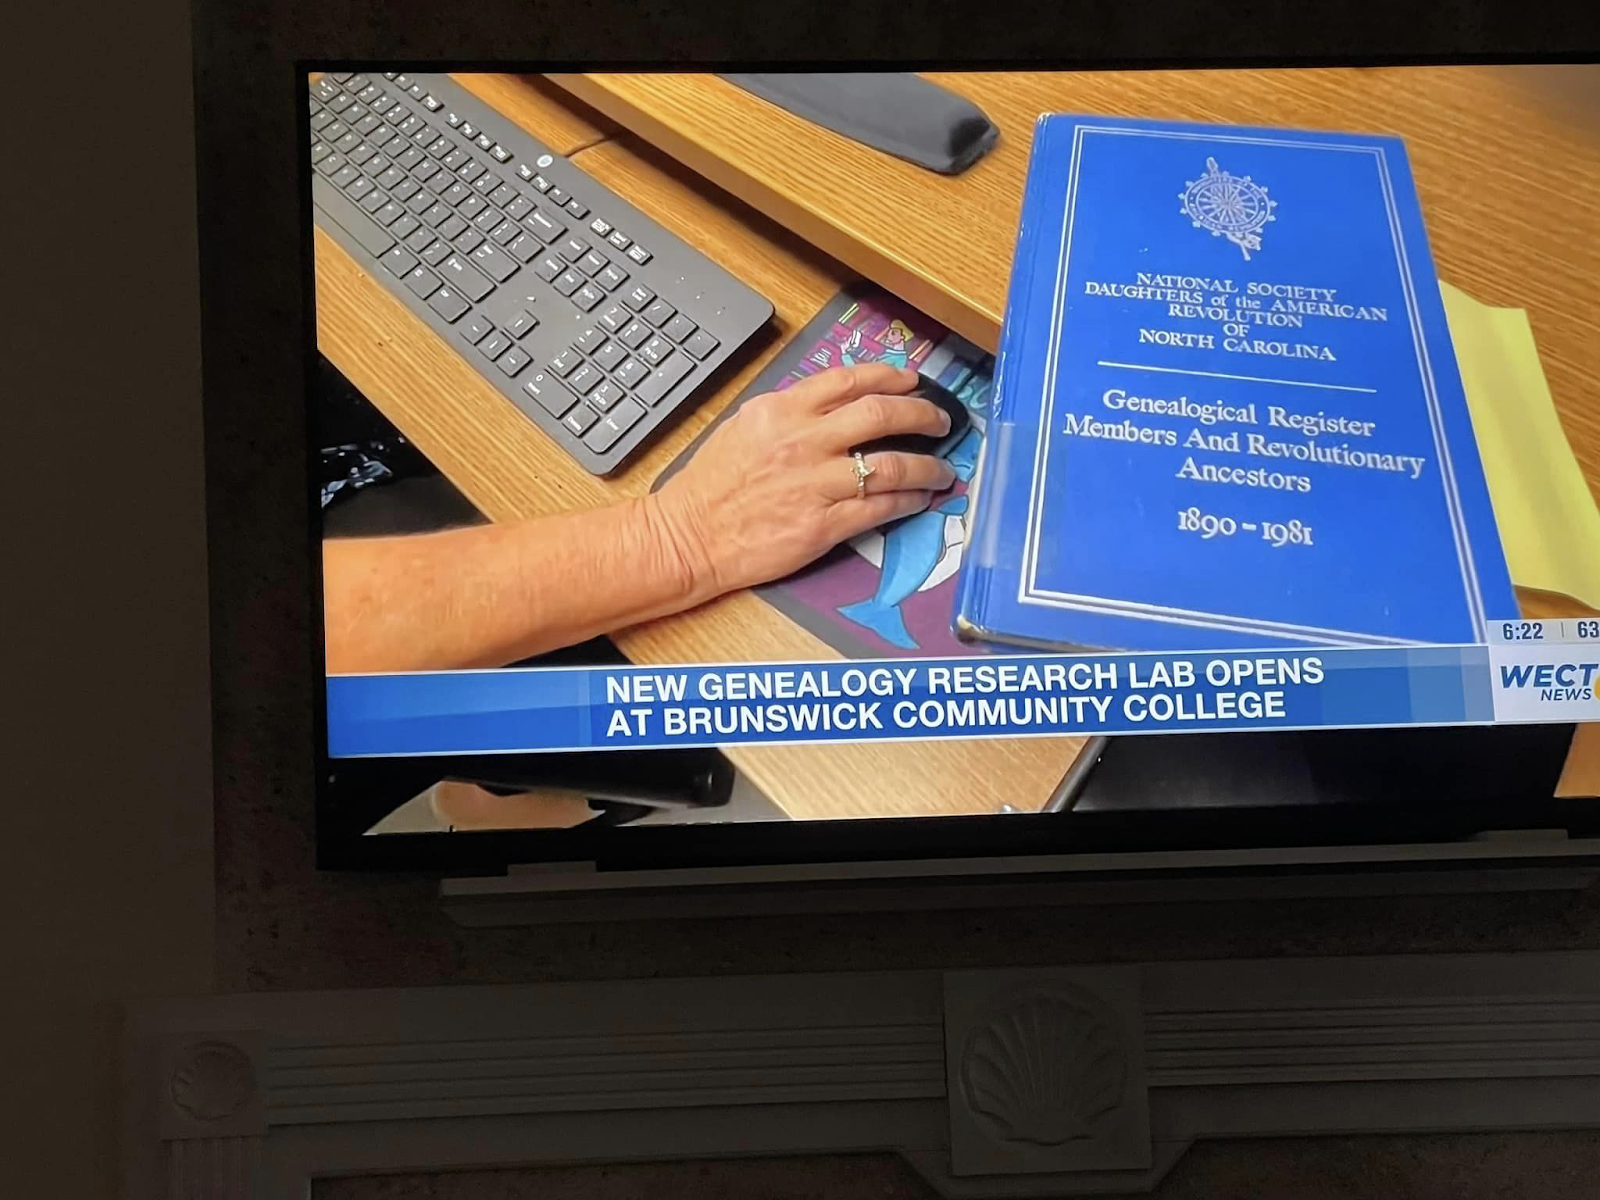 NATIONAL SOCIETY
DAUGHTERS of the AMERICAN
REVOLUTION
OF
NORTH CAROLINA
Genealogical Register
Members And Revolutionary
Ancestors
1890-1981
6:22 | 63
WECT
NEWS
NEW GENEALOGY RESEARCH LAB OPENS
AT BRUNSWICK COMMUNITY COLLEGE